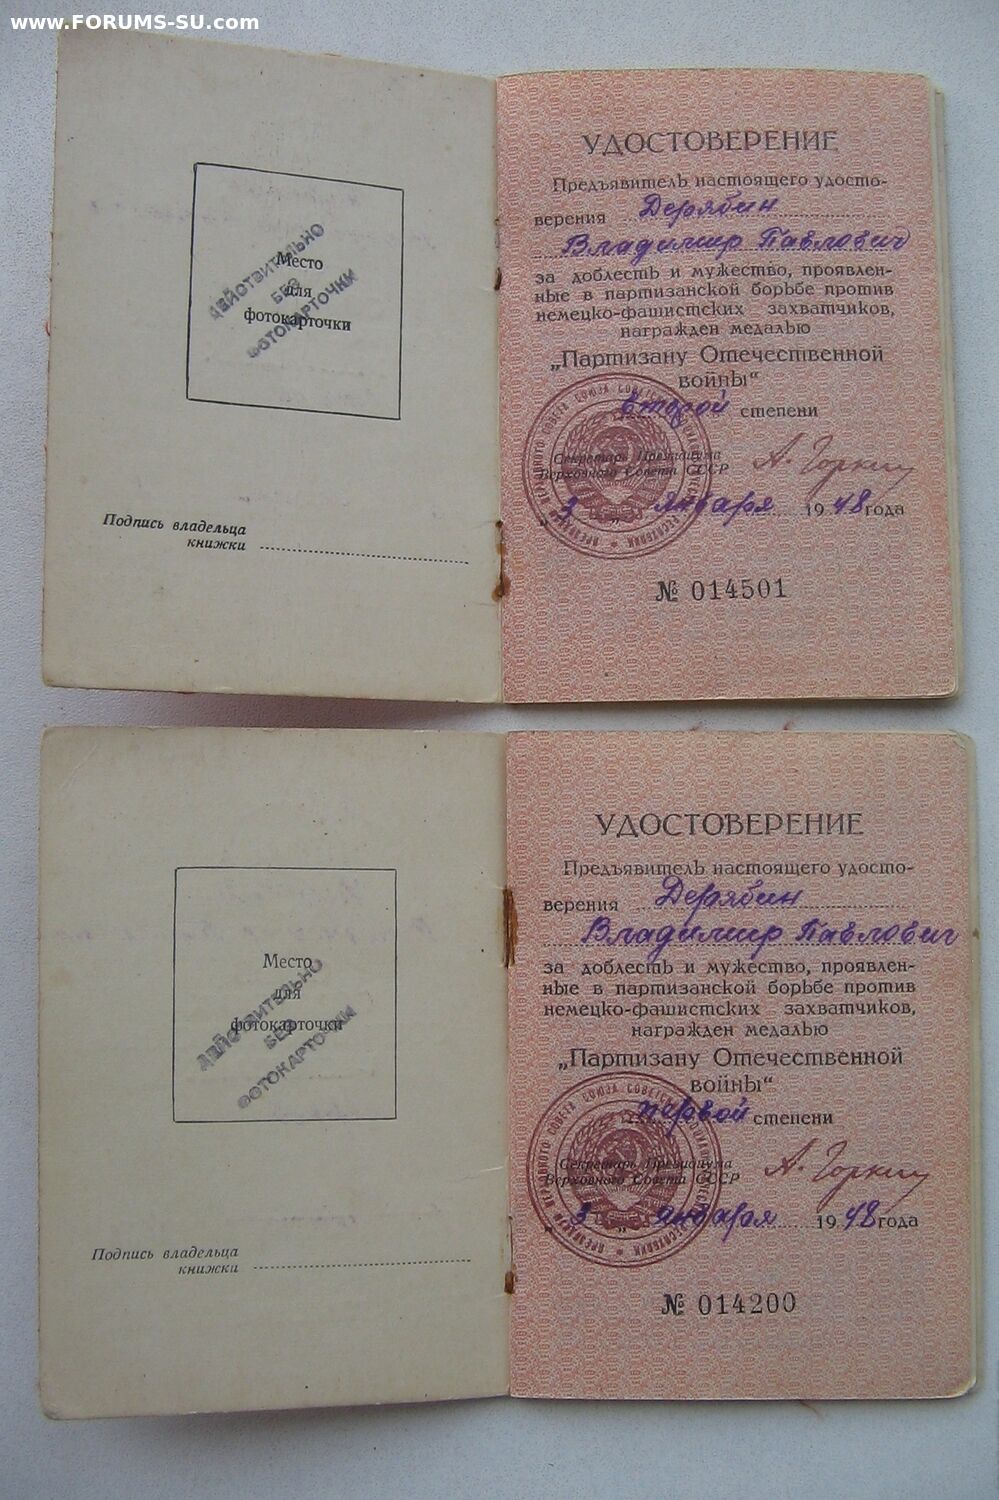 www.FORUMS-SU.com
Место
для
фотокарточки
ДЕЙСТВИТЕЛЬНО
БЕЗ
ФОТОКАРТОЧКИ
Подпись владельца
книжки
УДОСТОВЕРЕНИЕ
Предъявитель настоящего удосто-
верения Дерябин
Владимир Павлович
за доблесть и мужество, проявлен-
ные в партизанской борьбе против
немецко-фашистских захватчиков,
награжден медалью
„Партизану Отечественной
войны“
второй степени
Секретарь Президиума
Верховного Совета СССР А. Горкин
„3„ января 1948 года
№ 014501
Место
для
фотокарточки
ДЕЙСТВИТЕЛЬНО
БЕЗ
ФОТОКАРТОЧКИ
Подпись владельца
книжки
УДОСТОВЕРЕНИЕ
Предъявитель настоящего удосто-
верения Дерябин
Владимир Павлович
за доблесть и мужество, проявлен-
ные в партизанской борьбе против
немецко-фашистских захватчиков,
награжден медалью
„Партизану Отечественной
войны“
первой степени
Секретарь Президиума
Верховного Совета СССР А. Горкин
„3„ января 1948 года
№ 014200